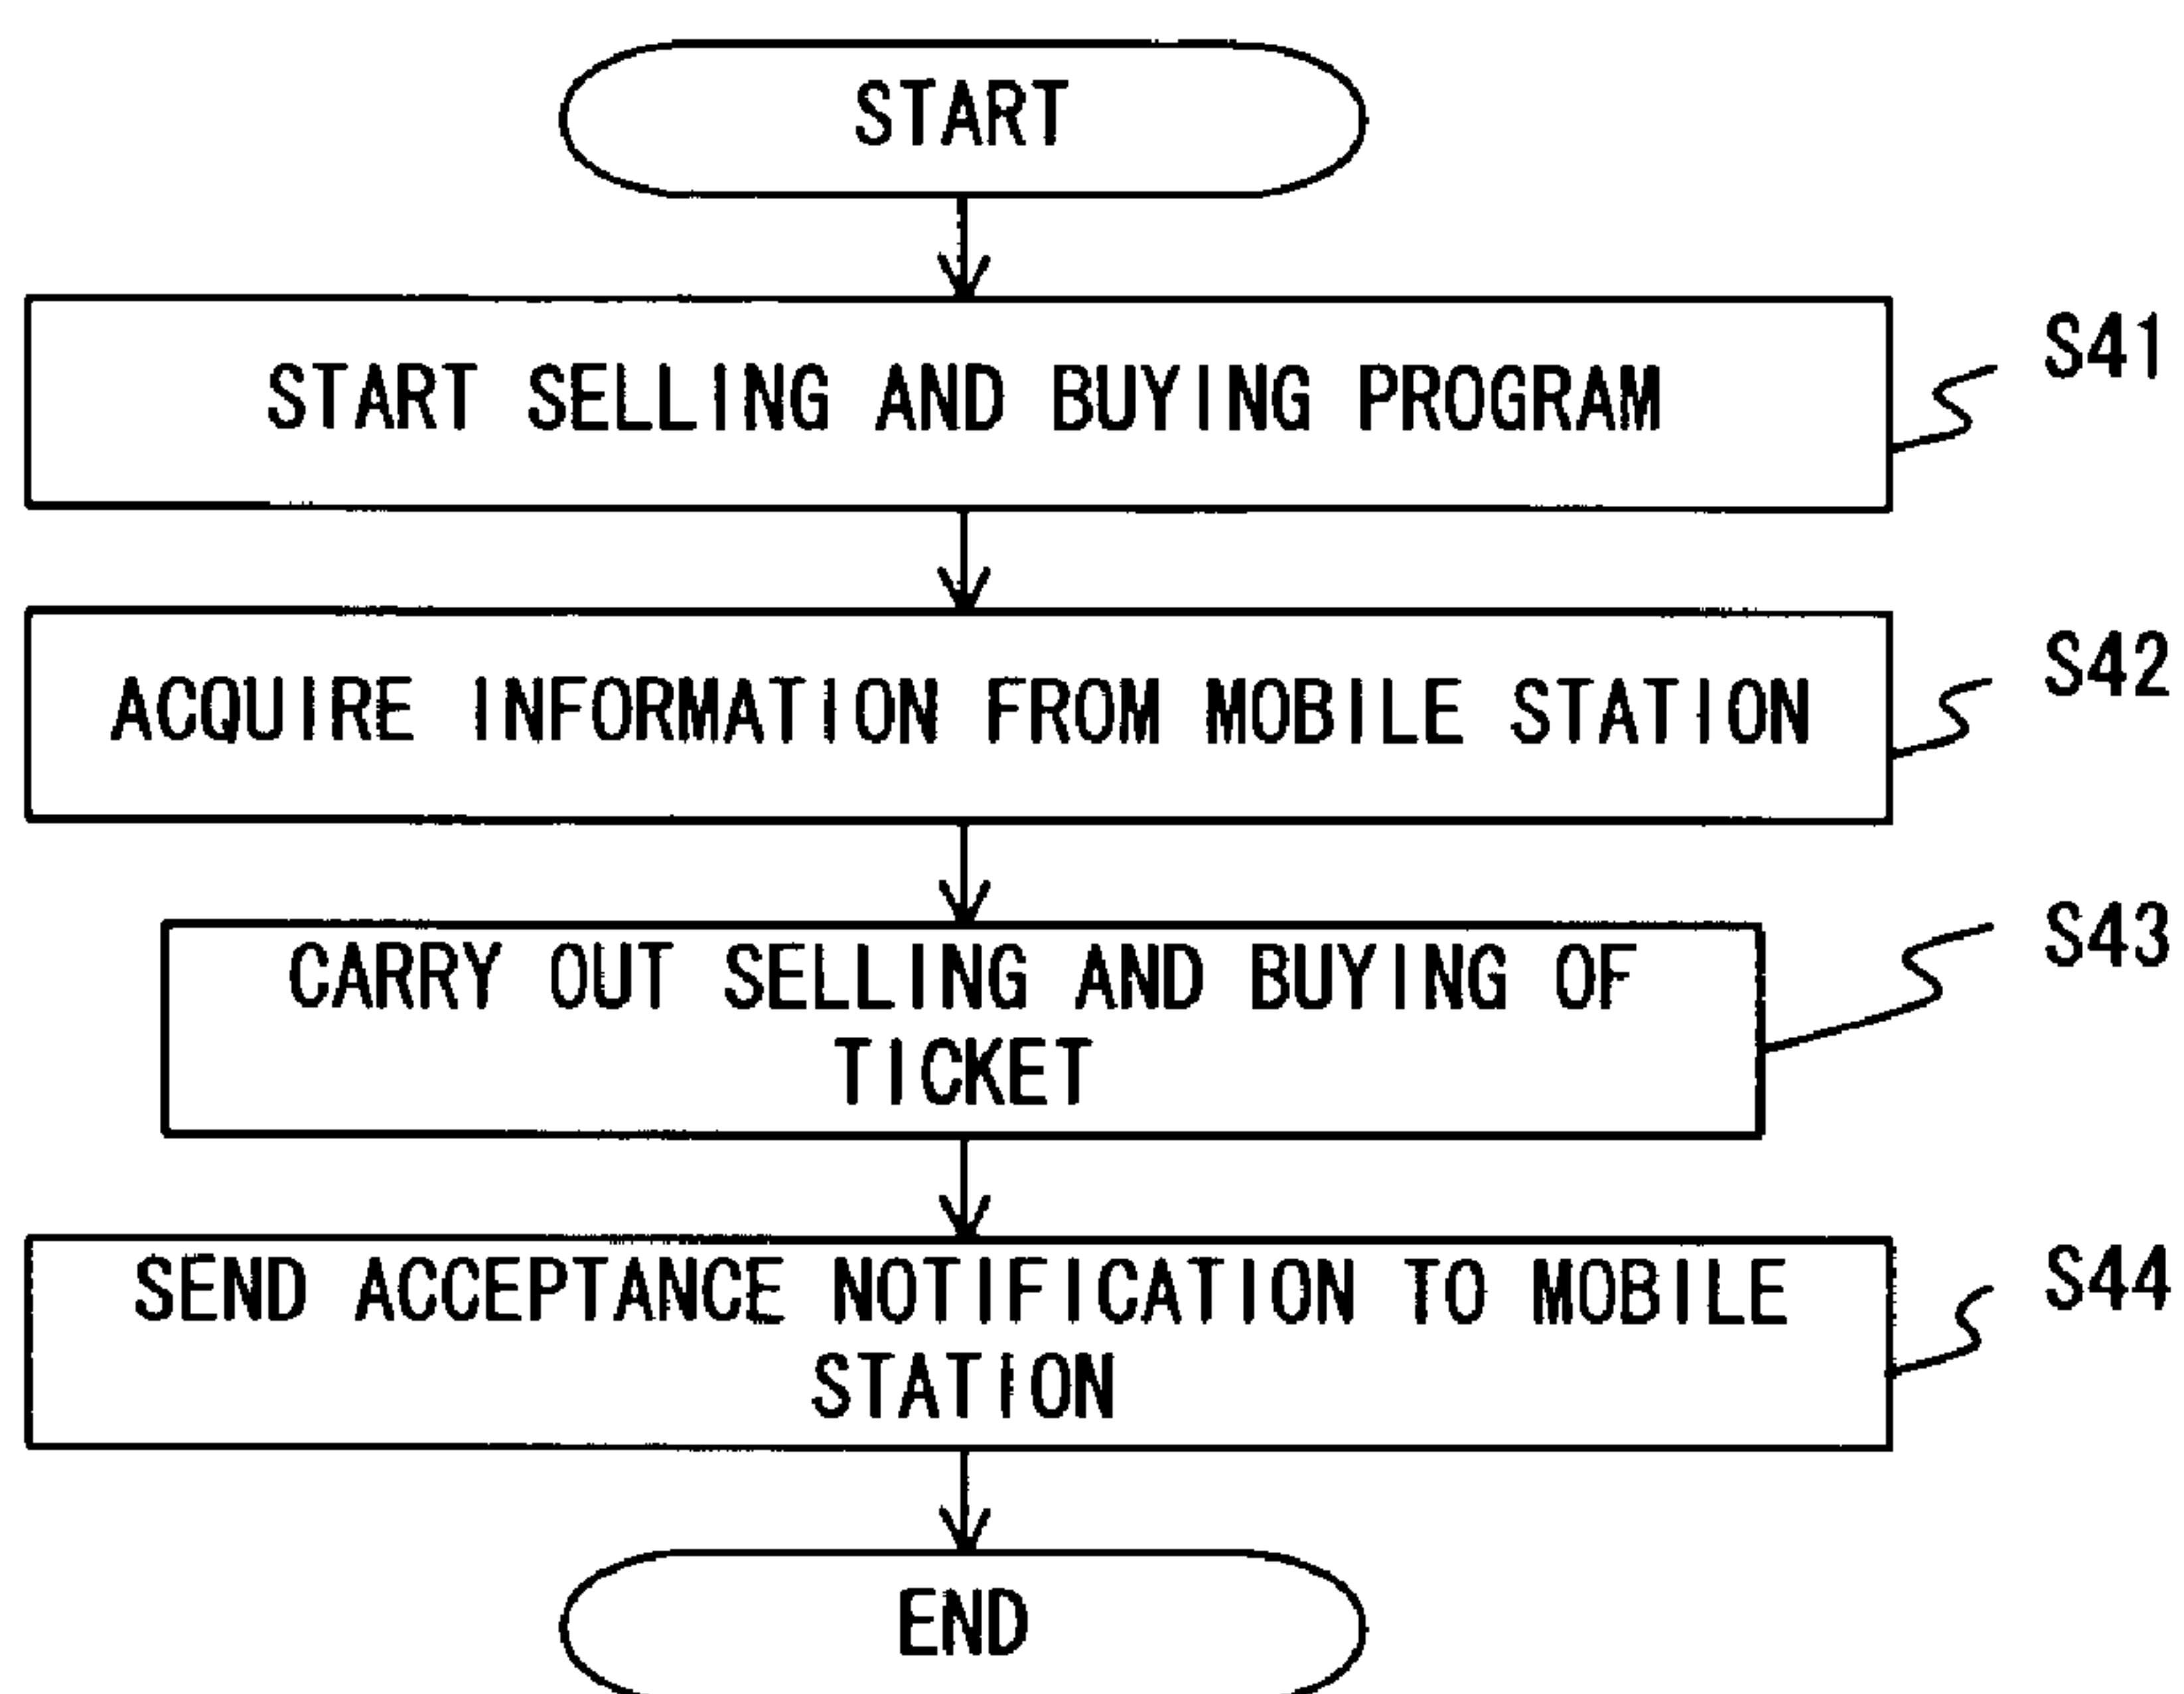 START
START SELLING AND BUYING PROGRAM
S41
ACQUIRE INFORMATION FROM MOBILE STATION
S42
CARRY OUT SELLING AND BUYING OF
TICKET
S43
SEND ACCEPTANCE NOTIFICATION TO MOBILE
STATION
S44
END